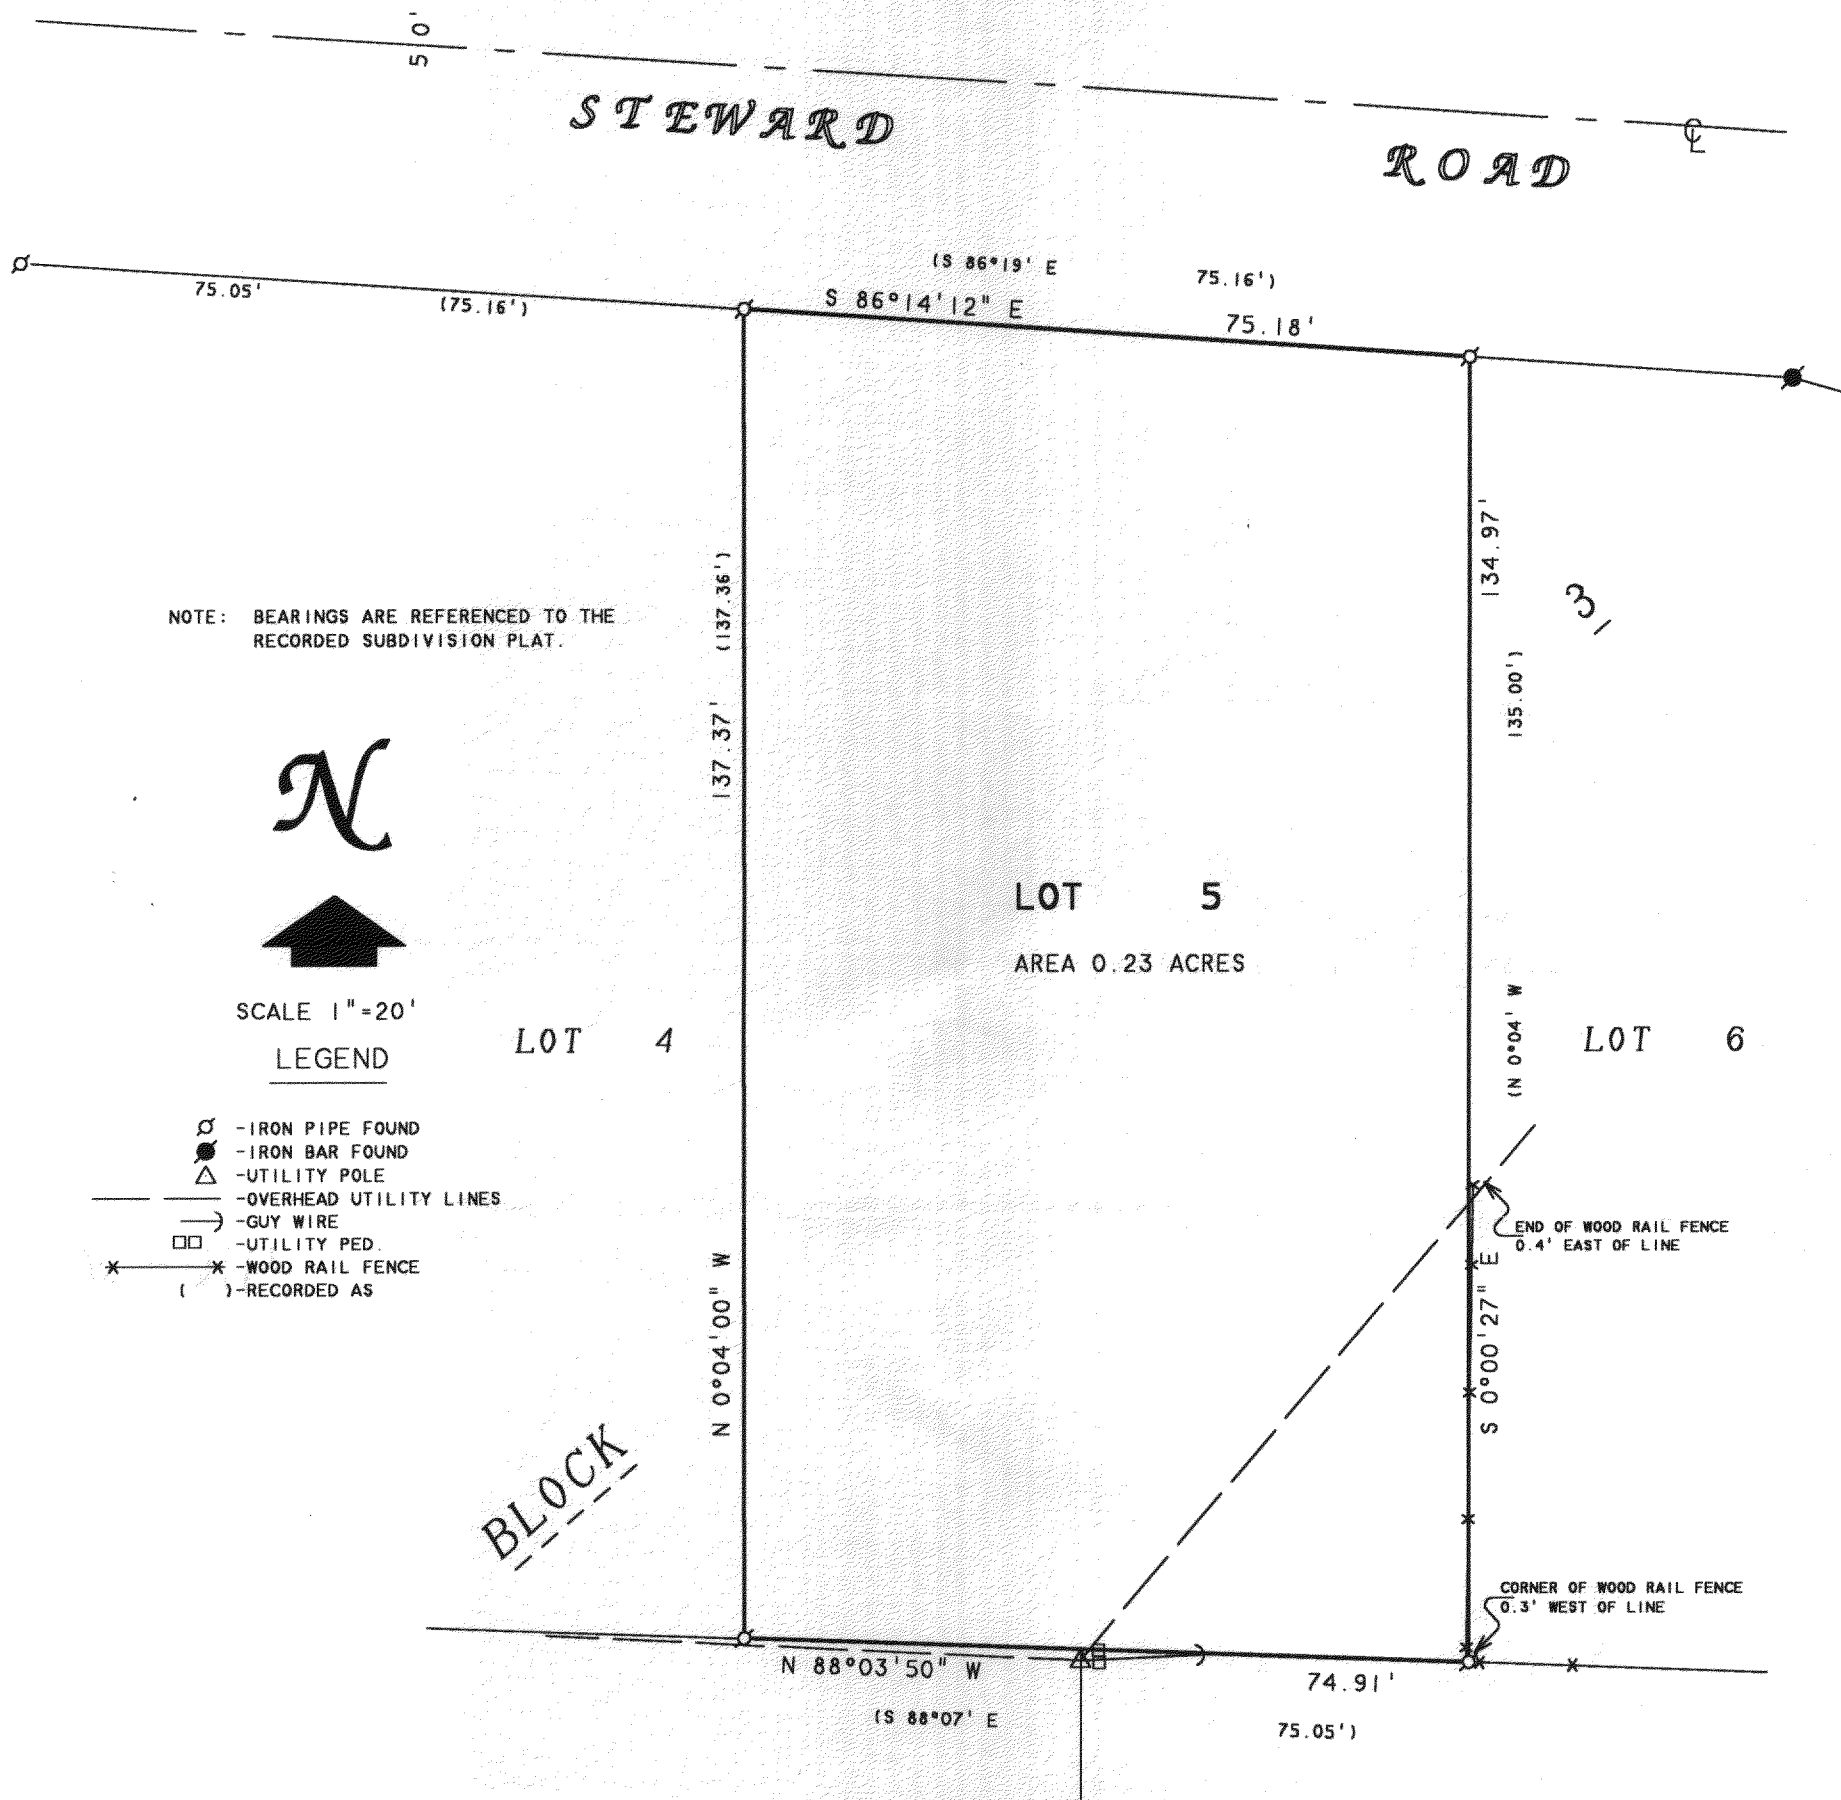 50'
STEWARD ROAD
℄
(S 86°19' E 75.16')
S 86°14'12" E 75.18'
75.05' (75.16')
137.37' (137.36')
N 0°04'00" W
134.97'
135.00')
(N 0°04' W
S 0°00'27" E
3
NOTE: BEARINGS ARE REFERENCED TO THE
RECORDED SUBDIVISION PLAT.
N
SCALE 1"=20'
LEGEND
-IRON PIPE FOUND
-IRON BAR FOUND
-UTILITY POLE
-OVERHEAD UTILITY LINES
-GUY WIRE
-UTILITY PED.
-WOOD RAIL FENCE
( )-RECORDED AS
LOT 4
LOT 5
AREA 0.23 ACRES
LOT 6
END OF WOOD RAIL FENCE
0.4' EAST OF LINE
BLOCK
CORNER OF WOOD RAIL FENCE
0.3' WEST OF LINE
N 88°03'50" W 74.91'
(S 88°07' E 75.05')